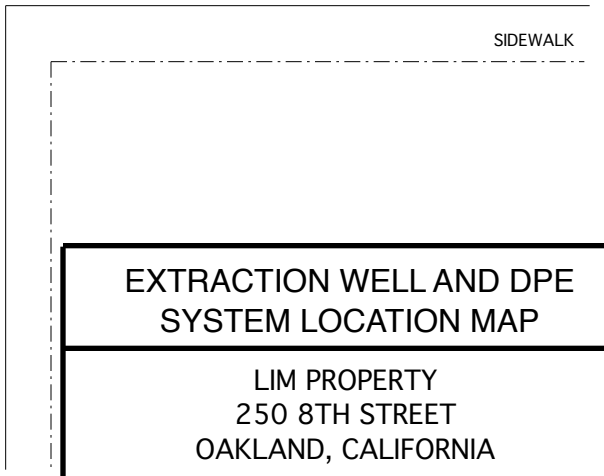 SIDEWALK
EXTRACTION WELL AND DPE
SYSTEM LOCATION MAP
LIM PROPERTY
250 8TH STREET
OAKLAND, CALIFORNIA